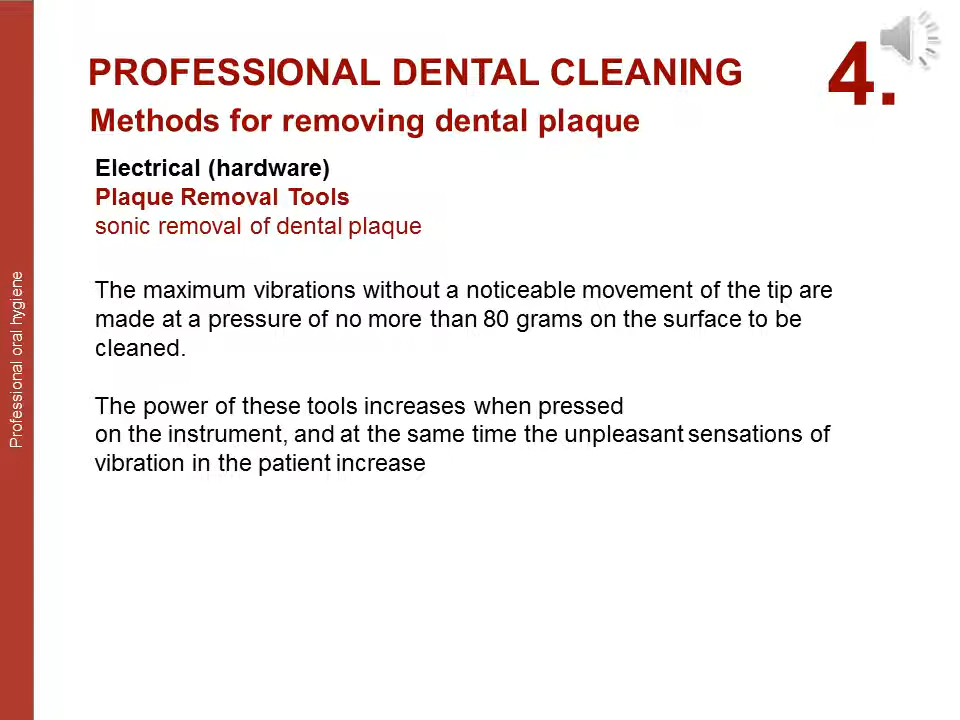 PROFESSIONAL DENTAL CLEANING
4.
Methods for removing dental plaque
Electrical (hardware)
Plaque Removal Tools
sonic removal of dental plaque
The maximum vibrations without a noticeable movement of the tip are
made at a pressure of no more than 80 grams on the surface to be
cleaned.
The power of these tools increases when pressed
on the instrument, and at the same time the unpleasant sensations of
vibration in the patient increase
Professional oral hygiene